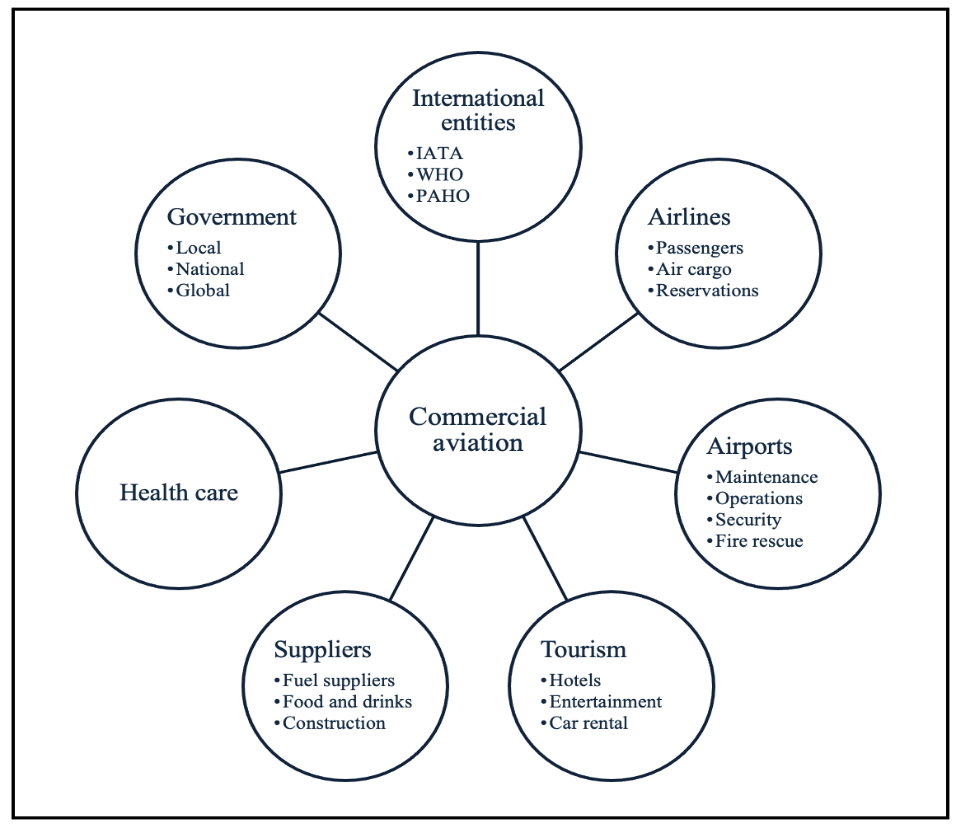 International
entities
•IATA
•WHO
•PAHO
Government
•Local
•National
•Global
Airlines
•Passengers
•Air cargo
•Reservations
Commercial
aviation
Health care
Airports
•Maintenance
•Operations
•Security
•Fire rescue
Suppliers
•Fuel suppliers
•Food and drinks
•Construction
Tourism
•Hotels
•Entertainment
•Car rental